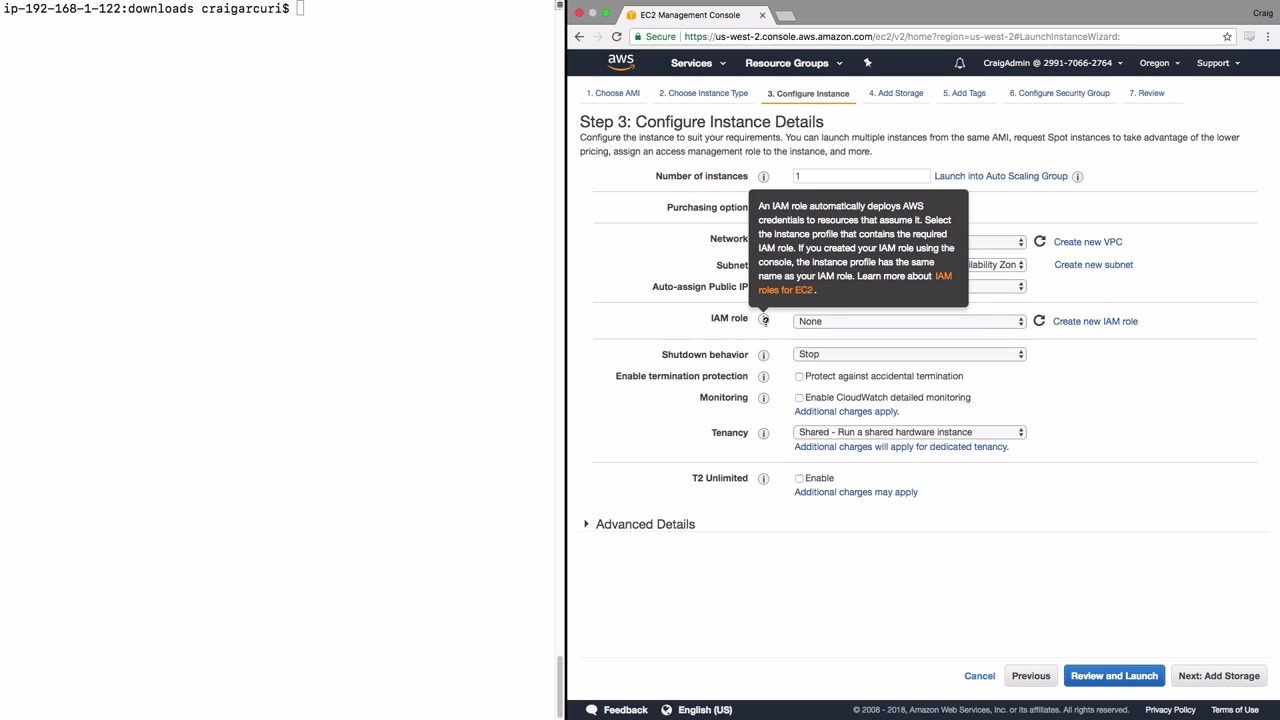 ip-192-168-1-122:downloads craigarcuri$
EC2 Management Console
Craig
Secure
https://us-west-2.console.aws.amazon.com/ec2/v2/home?region=us-west-2#LaunchInstanceWizard:
aws
Services
Resource Groups
CraigAdmin @ 2991-7066-2764
Oregon
Support
1. Choose AMI
2. Choose Instance Type
3. Configure Instance
4. Add Storage
5. Add Tags
6. Configure Security Group
7. Review
Step 3: Configure Instance Details
Configure the instance to suit your requirements. You can launch multiple instances from the same AMI, request Spot instances to take advantage of the lower
pricing, assign an access management role to the instance, and more.
Number of instances
1
Launch into Auto Scaling Group
Purchasing option
An IAM role automatically deploys AWS
credentials to resources that assume it. Select
the instance profile that contains the required
IAM role. If you created your IAM role using the
console, the instance profile has the same
name as your IAM role. Learn more about IAM
roles for EC2.
Network
Create new VPC
Subnet
ilability Zon
Create new subnet
Auto-assign Public IP
IAM role
None
Create new IAM role
Shutdown behavior
Stop
Enable termination protection
Protect against accidental termination
Monitoring
Enable CloudWatch detailed monitoring
Additional charges apply.
Tenancy
Shared - Run a shared hardware instance
Additional charges will apply for dedicated tenancy.
T2 Unlimited
Enable
Additional charges may apply
Advanced Details
Cancel
Previous
Review and Launch
Next: Add Storage
Feedback
English (US)
© 2008 - 2018, Amazon Web Services, Inc. or its affiliates. All rights reserved.
Privacy Policy
Terms of Use